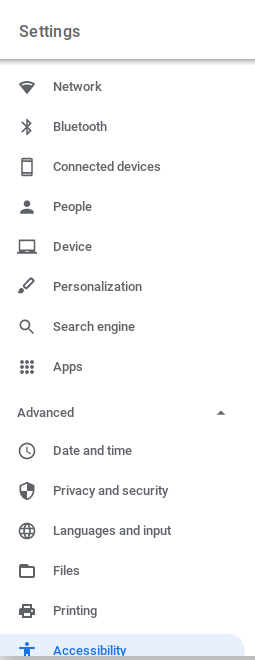 Settings
Network
Bluetooth
Connected devices
People
Device
Personalization
Search engine
Apps
Advanced
Date and time
Privacy and security
Languages and input
Files
Printing
Accessibility